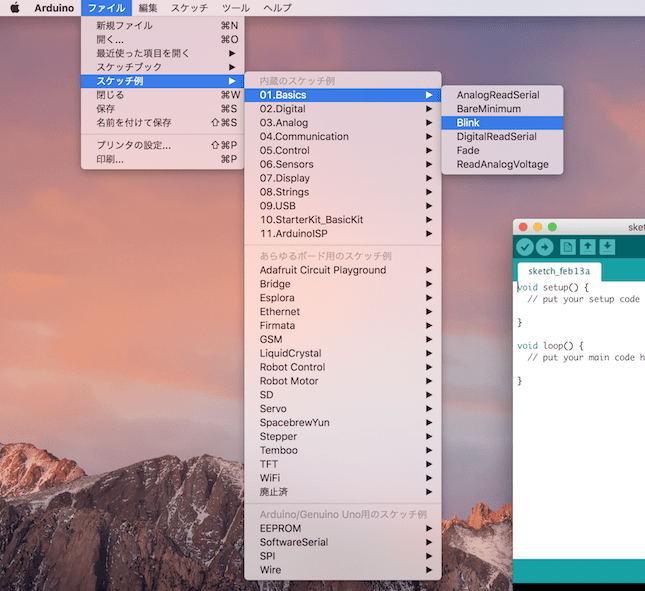 Arduino ファイル 編集 スケッチ ツール ヘルプ
新規ファイル ⌘N
開く... ⌘O
最近使った項目を開く ▶
スケッチブック ▶
スケッチ例 ▶
閉じる ⌘W
保存 ⌘S
名前を付けて保存 ⇧⌘S
プリンタの設定... ⇧⌘P
印刷... ⌘P
内蔵のスケッチ例
01.Basics ▶
02.Digital ▶
03.Analog ▶
04.Communication ▶
05.Control ▶
06.Sensors ▶
07.Display ▶
08.Strings ▶
09.USB ▶
10.StarterKit_BasicKit ▶
11.ArduinoISP ▶
あらゆるボード用のスケッチ例
Adafruit Circuit Playground ▶
Bridge ▶
Esplora ▶
Ethernet ▶
Firmata ▶
GSM ▶
LiquidCrystal ▶
Robot Control ▶
Robot Motor ▶
SD ▶
Servo ▶
SpacebrewYun ▶
Stepper ▶
Temboo ▶
TFT ▶
WiFi ▶
廃止済 ▶
Arduino/Genuino Uno用のスケッチ例
EEPROM ▶
SoftwareSerial ▶
SPI ▶
Wire ▶
AnalogReadSerial
BareMinimum
Blink
DigitalReadSerial
Fade
ReadAnalogVoltage
sk
sketch_feb13a
void setup() {
// put your setup code
}
void loop() {
// put your main code h
}